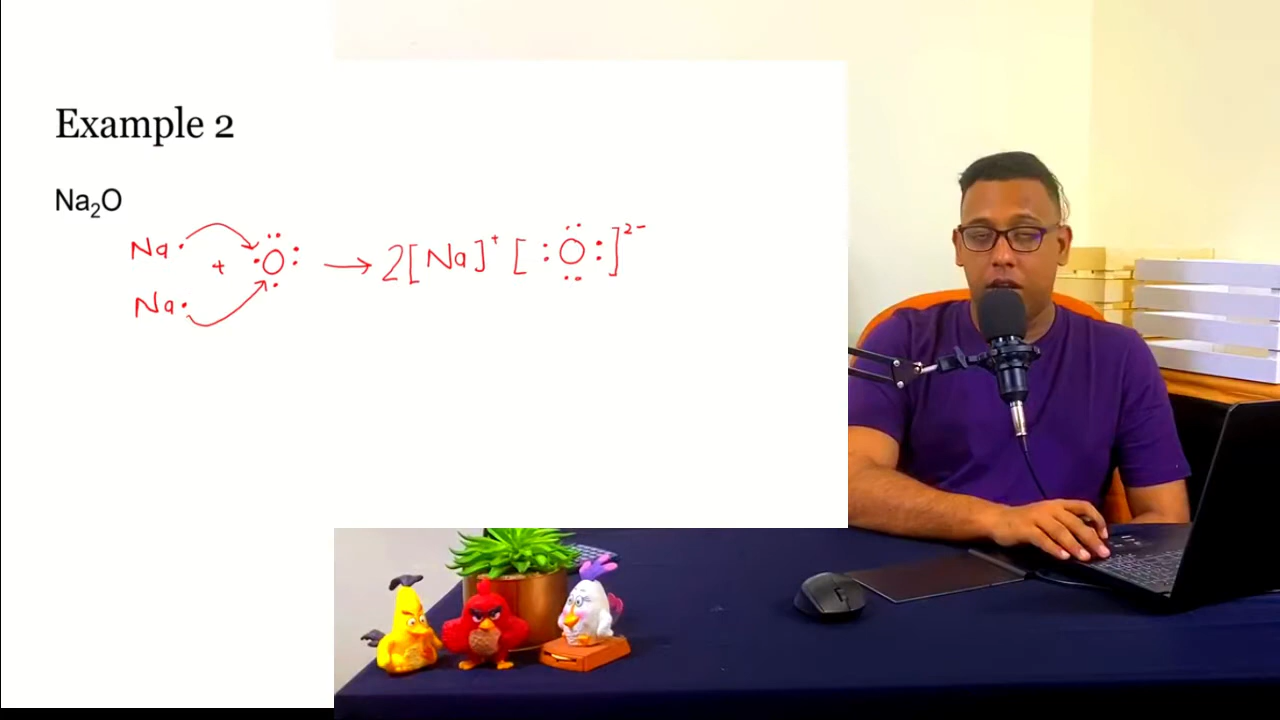 Example 2
Na₂O
Na· + :Ö: → 2[Na]⁺ [:Ö:]²⁻
Na·